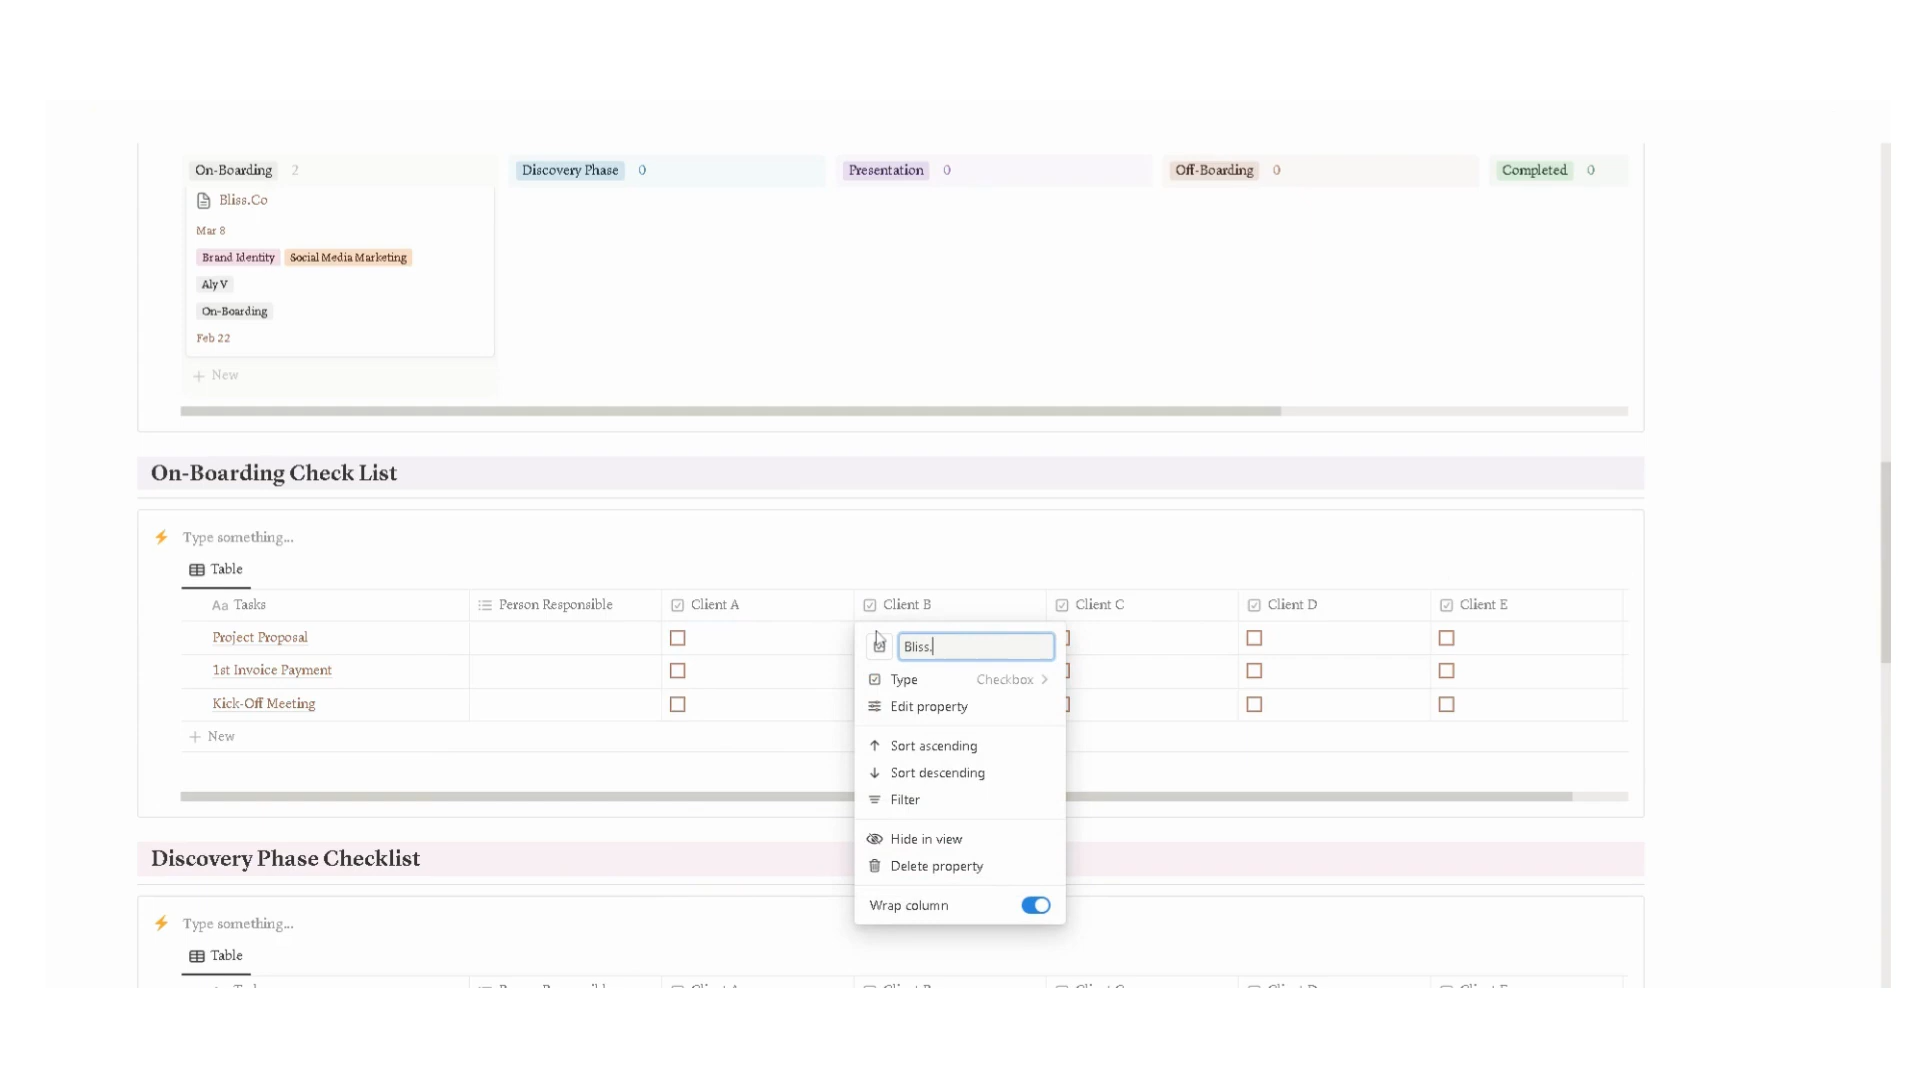 On-Boarding 2 Discovery Phase 0 Presentation 0 Off-Boarding 0 Completed 0
Bliss.Co
Mar 8
Brand Identity Social Media Marketing
Aly V
On-Boarding
Feb 22
+ New
On-Boarding Check List
Type something...
Table
Aa Tasks Person Responsible Client A Client B Client C Client D Client E
Project Proposal
1st Invoice Payment
Kick-Off Meeting
+ New
Bliss.
Type Checkbox
Edit property
Sort ascending
Sort descending
Filter
Hide in view
Delete property
Wrap column
Discovery Phase Checklist
Type something...
Table